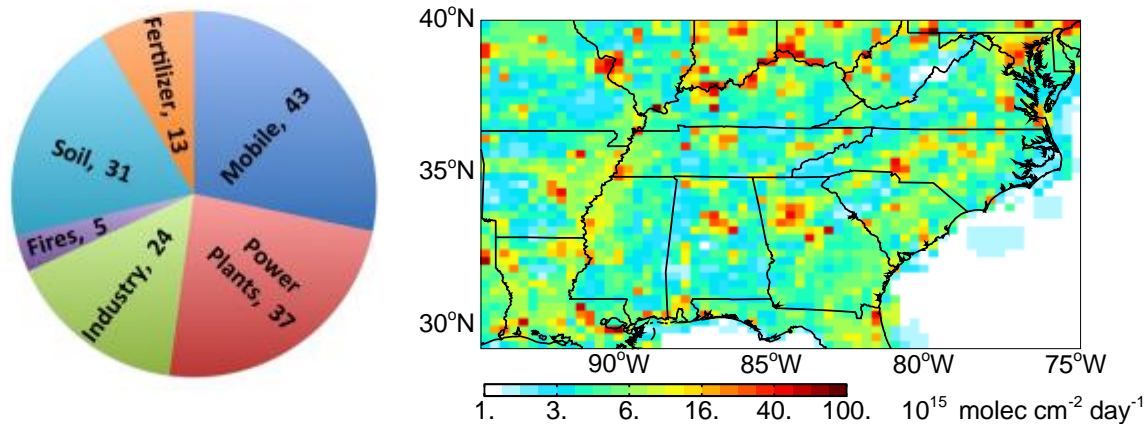 Fertilizer, 13
Mobile, 43
Soil, 31
Fires, 5
Industry, 24
Power
Plants, 37
40°N
35°N
30°N
90°W 85°W 80°W 75°W
1. 3. 6. 16. 40. 100. 10¹⁵ molec cm⁻² day⁻¹